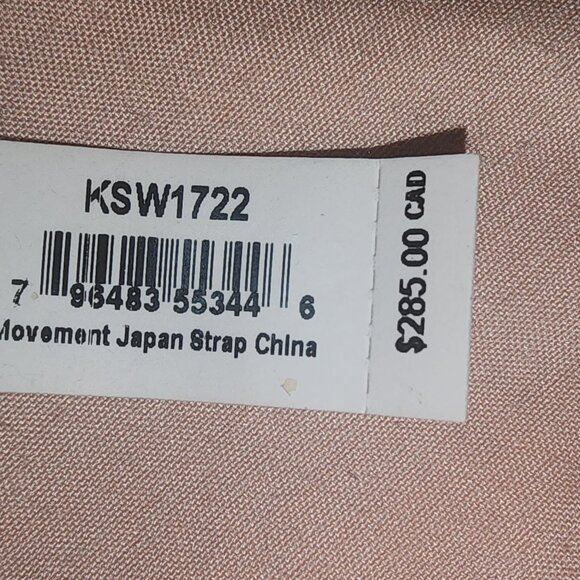 KSW1722
7 96483 55344 6
Movement Japan Strap China
$285.00 CAD